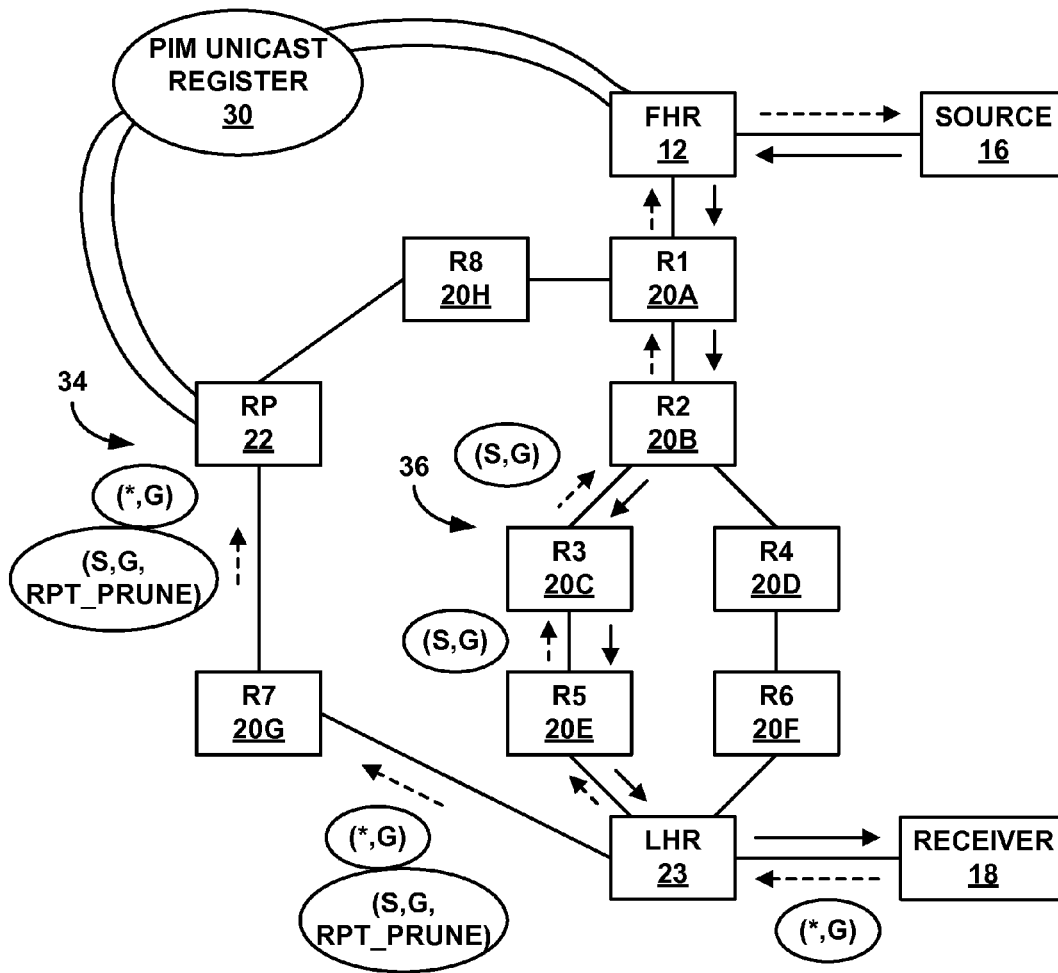 PIM UNICAST
REGISTER
30
FHR
12
SOURCE
16
R8
20H
R1
20A
34
RP
22
R2
20B
(S,G)
36
(*,G)
(S,G,
RPT_PRUNE)
R3
20C
R4
20D
(S,G)
R7
20G
R5
20E
R6
20F
(*,G)
(S,G,
RPT_PRUNE)
LHR
23
RECEIVER
18
(*,G)